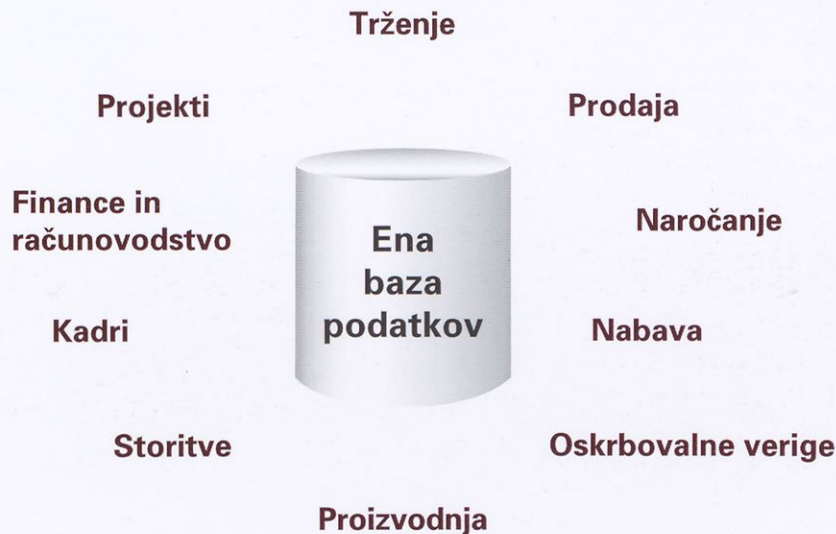 Trženje
Projekti
Prodaja
Finance in
računovodstvo
Ena
baza
podatkov
Naročanje
Kadri
Nabava
Storitve
Oskrbovalne verige
Proizvodnja